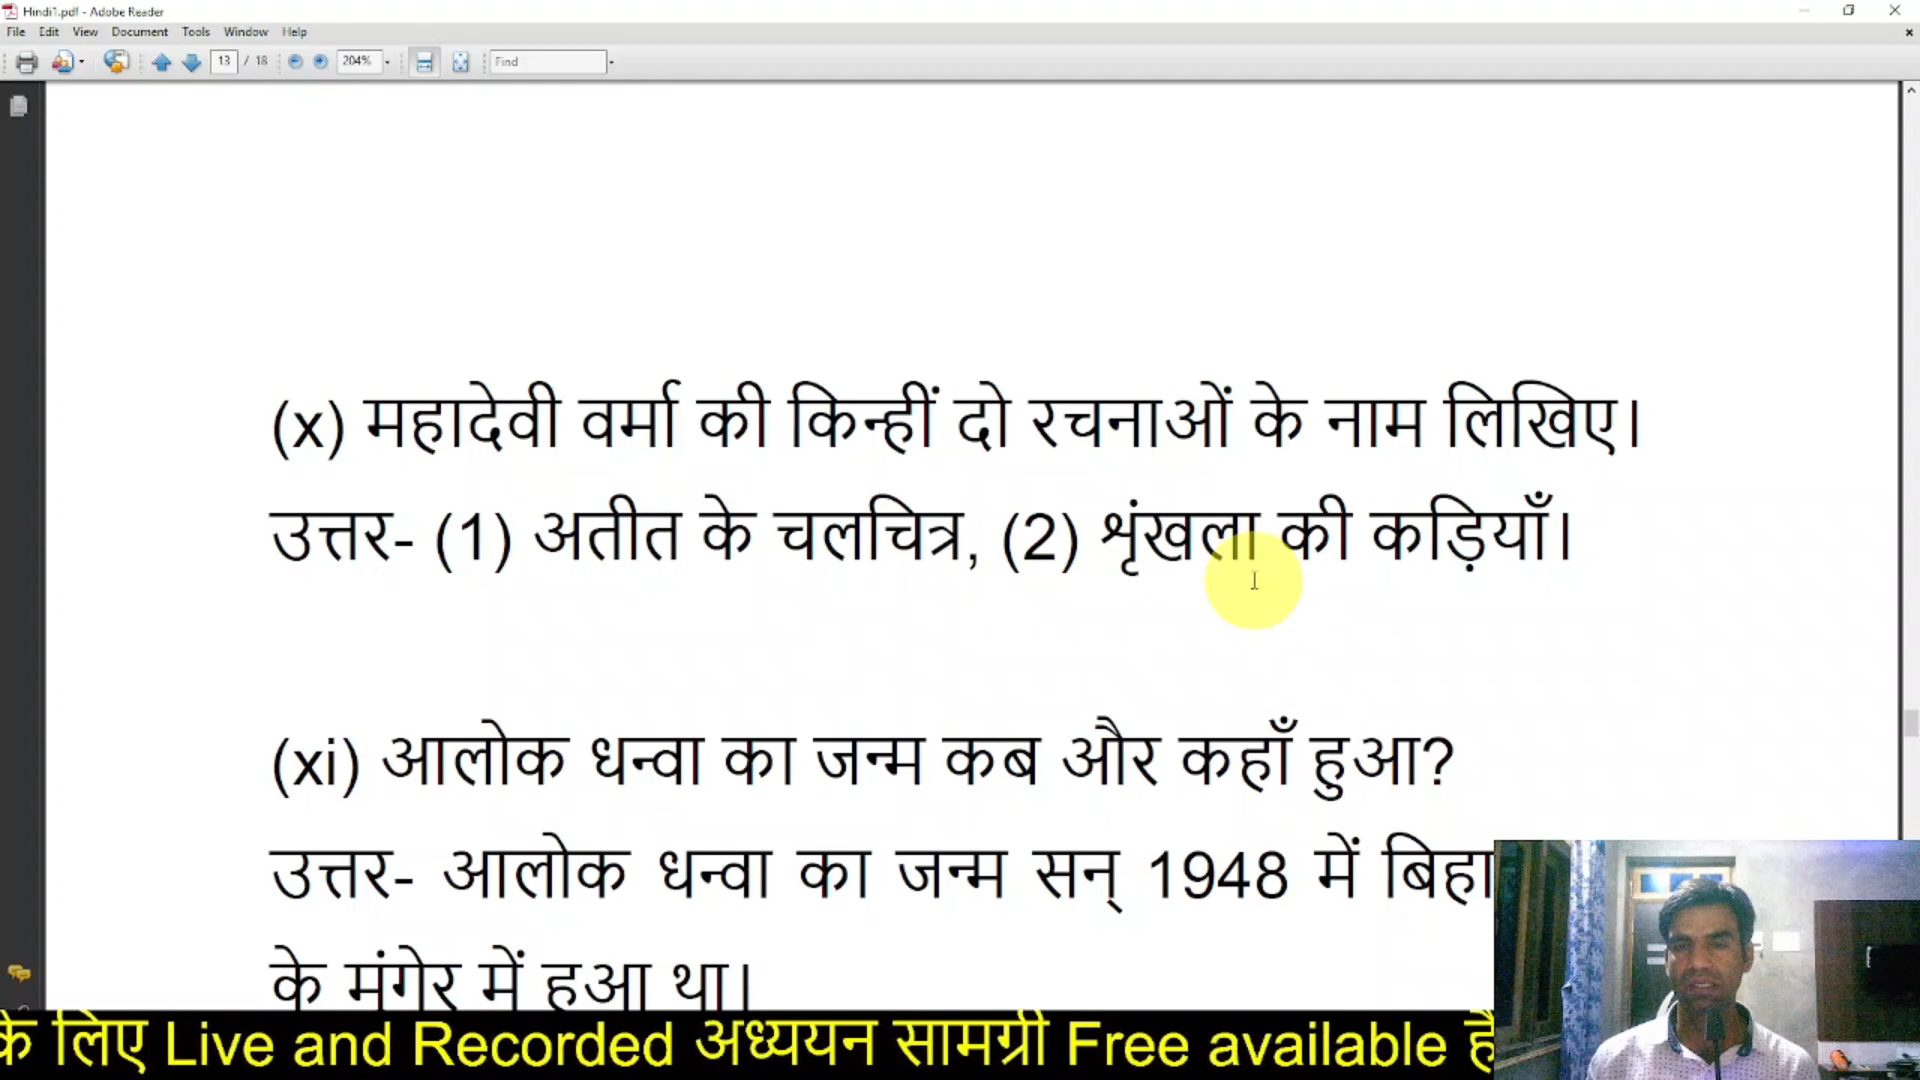 Hindi1.pdf - Adobe Reader
File Edit View Document Tools Window Help
13 / 18 204% Find
(x) महादेवी वर्मा की किन्हीं दो रचनाओं के नाम लिखिए।
उत्तर- (1) अतीत के चलचित्र, (2) शृंखला की कड़ियाँ।
(xi) आलोक धन्वा का जन्म कब और कहाँ हुआ?
उत्तर- आलोक धन्वा का जन्म सन् 1948 में
के में हुआ था।
के लिए Live and Recorded अध्ययन सामग्री Free available